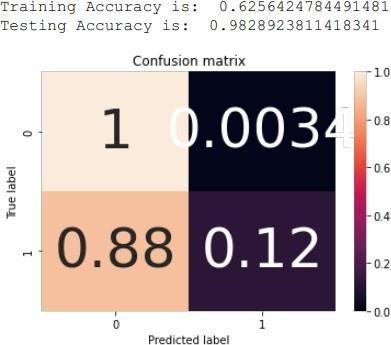 Training Accuracy is: 0.6256424784491481
Testing Accuracy is: 0.9828923811418341
Confusion matrix
1.0
0
1
0.0034
0.8
0.6
True label
0.4
1
0.88
0.12
0.2
0.0
0
1
Predicted label